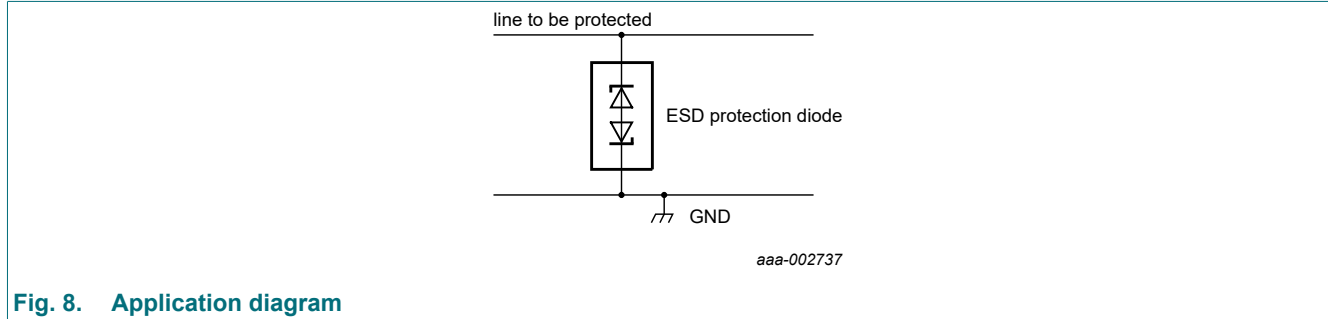 line to be protected
ESD protection diode
GND
aaa-002737
Fig. 8. Application diagram